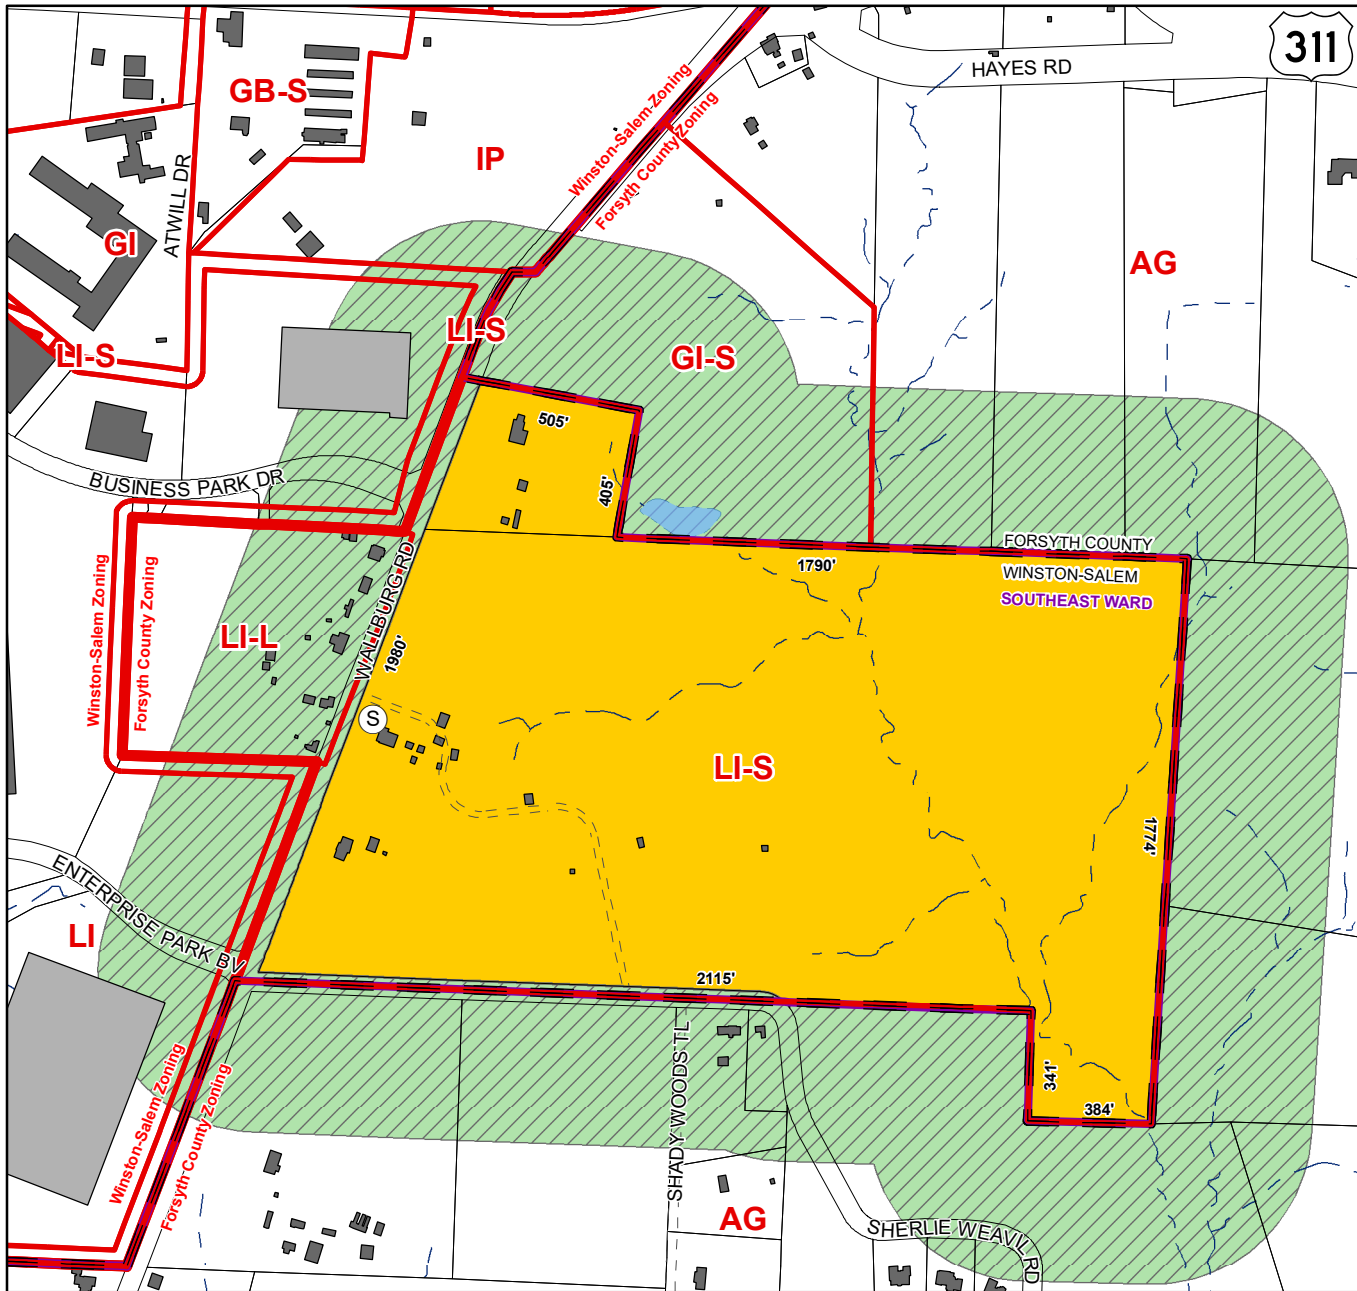 311
HAYES RD
GB-S
Winston-Salem Zoning
Forsyth County Zoning
IP
ATWILL DR
GI
AG
LI-S
LI-S
GI-S
505'
405'
BUSINESS PARK DR
FORSYTH COUNTY
1790'
WINSTON-SALEM
SOUTHEAST WARD
Winston-Salem Zoning
Forsyth County Zoning
LI-L
WALLBURG RD
1980'
S
LI-S
1774'
ENTERPRISE PARK BV
LI
2115'
SHADY WOODS TL
341'
384'
Winston-Salem Zoning
Forsyth County Zoning
AG
SHERLIE WEAVIL RD